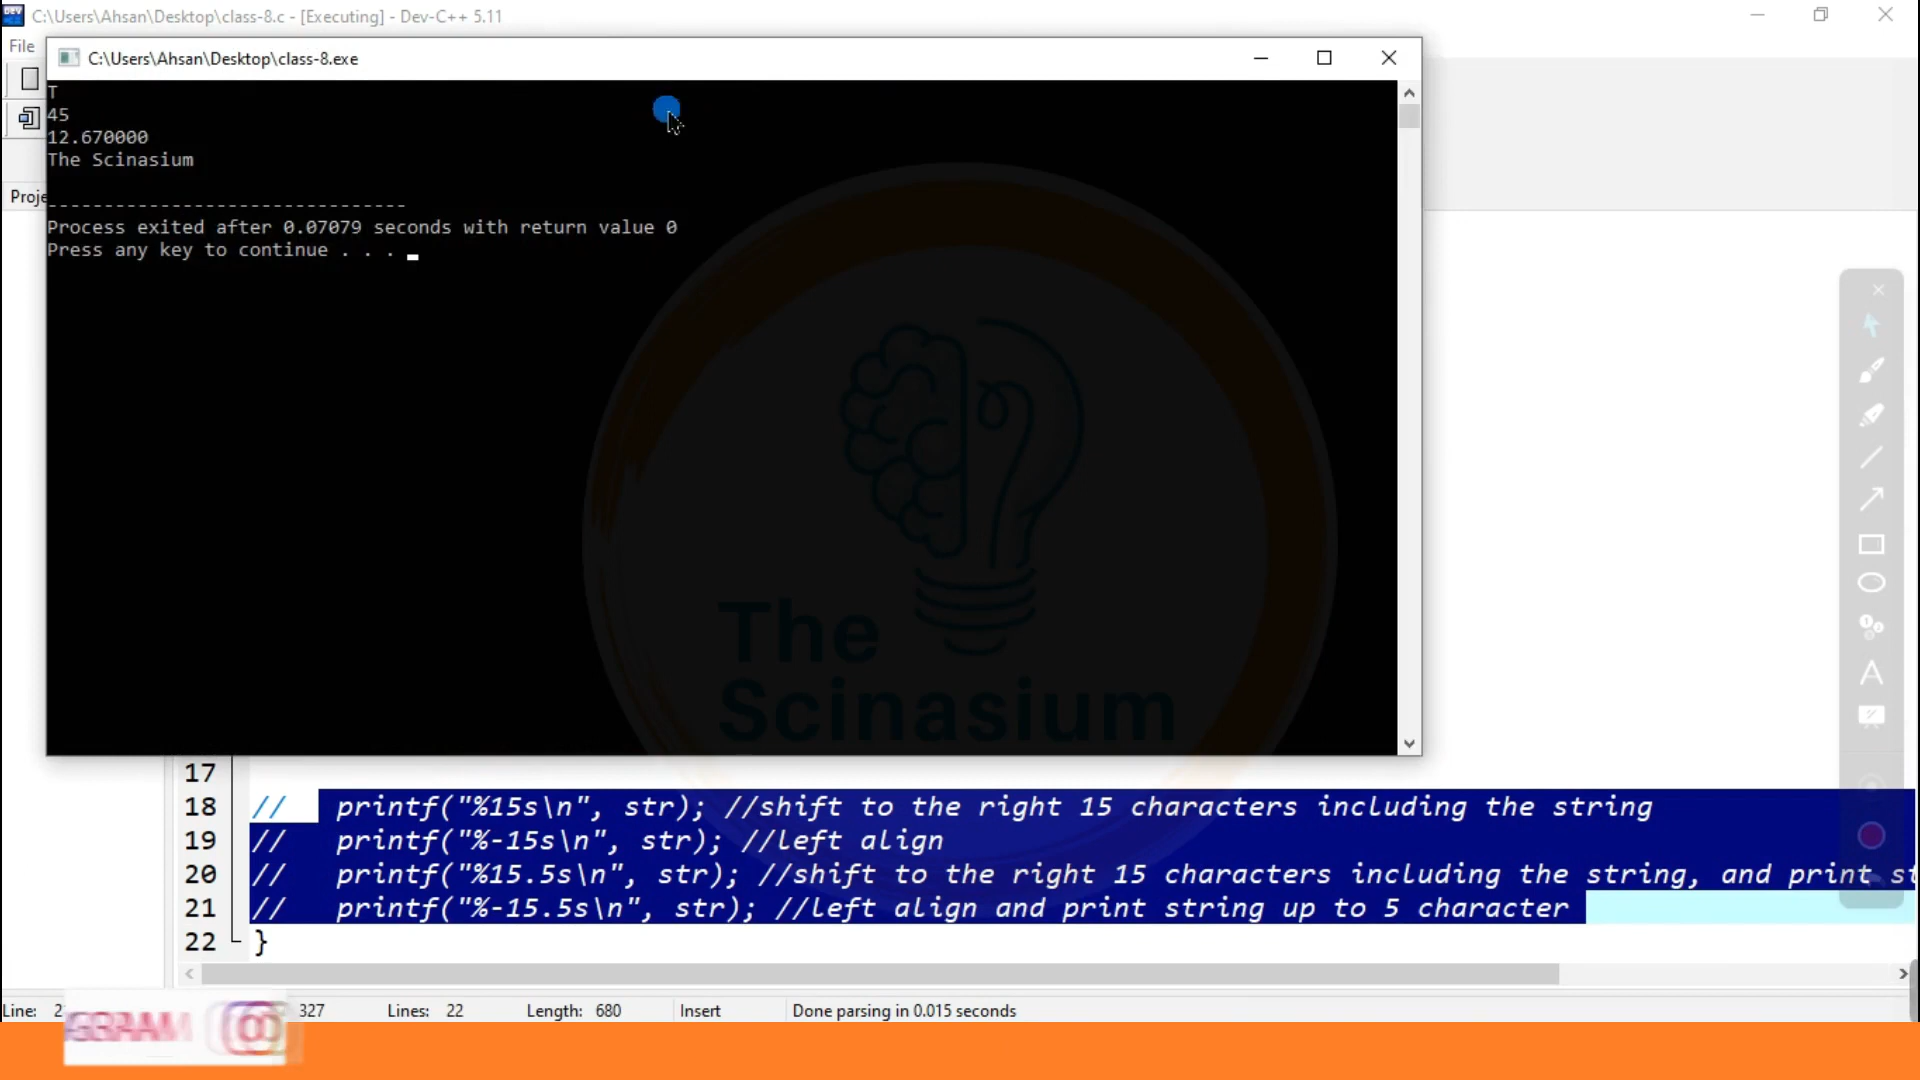 C:\Users\Ahsan\Desktop\class-8.c - [Executing] - Dev-C++ 5.11
File
C:\Users\Ahsan\Desktop\class-8.exe
T
45
12.670000
The Scinasium
--------------------------------
Process exited after 0.07079 seconds with return value 0
Press any key to continue . . .
Proje
The
Scinasium
17
18 // printf("%15s\n", str); //shift to the right 15 characters including the string
19 // printf("%-15s\n", str); //left align
20 // printf("%15.5s\n", str); //shift to the right 15 characters including the string, and print st
21 // printf("%-15.5s\n", str); //left align and print string up to 5 character
22 }
Line: 2 327 Lines: 22 Length: 680 Insert Done parsing in 0.015 seconds